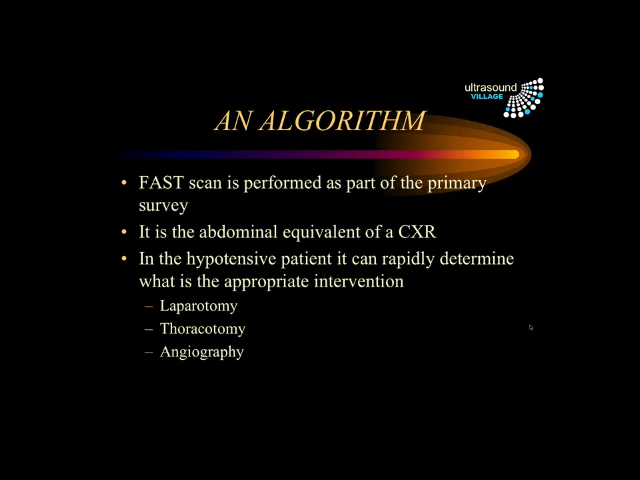 ultrasound
VILLAGE
AN ALGORITHM
• FAST scan is performed as part of the primary
survey
• It is the abdominal equivalent of a CXR
• In the hypotensive patient it can rapidly determine
what is the appropriate intervention
– Laparotomy
– Thoracotomy
– Angiography